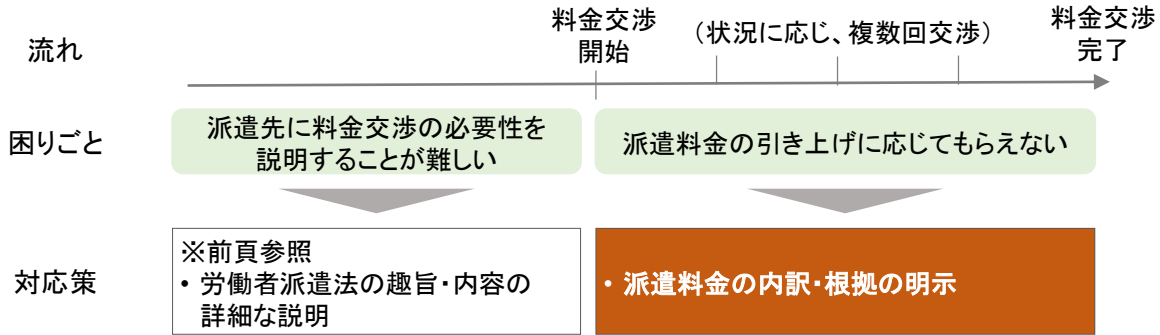 流れ
料金交渉
開始
（状況に応じ、複数回交渉）
料金交渉
完了
困りごと
派遣先に料金交渉の必要性を
説明することが難しい
派遣料金の引き上げに応じてもらえない
対応策
※前頁参照
• 労働者派遣法の趣旨・内容の
詳細な説明
• 派遣料金の内訳・根拠の明示